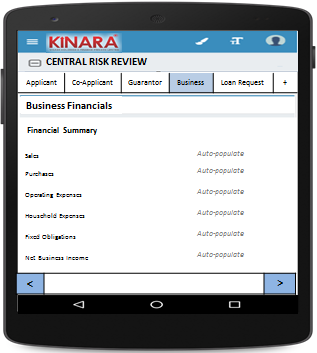 KINARA
CENTRAL RISK REVIEW
Applicant Co-Applicant Guarantor Business Loan Request +
Business Financials
Financial Summary
Sales Auto-populate
Purchases Auto-populate
Operating Expenses Auto-populate
Household Expenses Auto-populate
Fixed Obligations Auto-populate
Net Business Income Auto-populate
< >